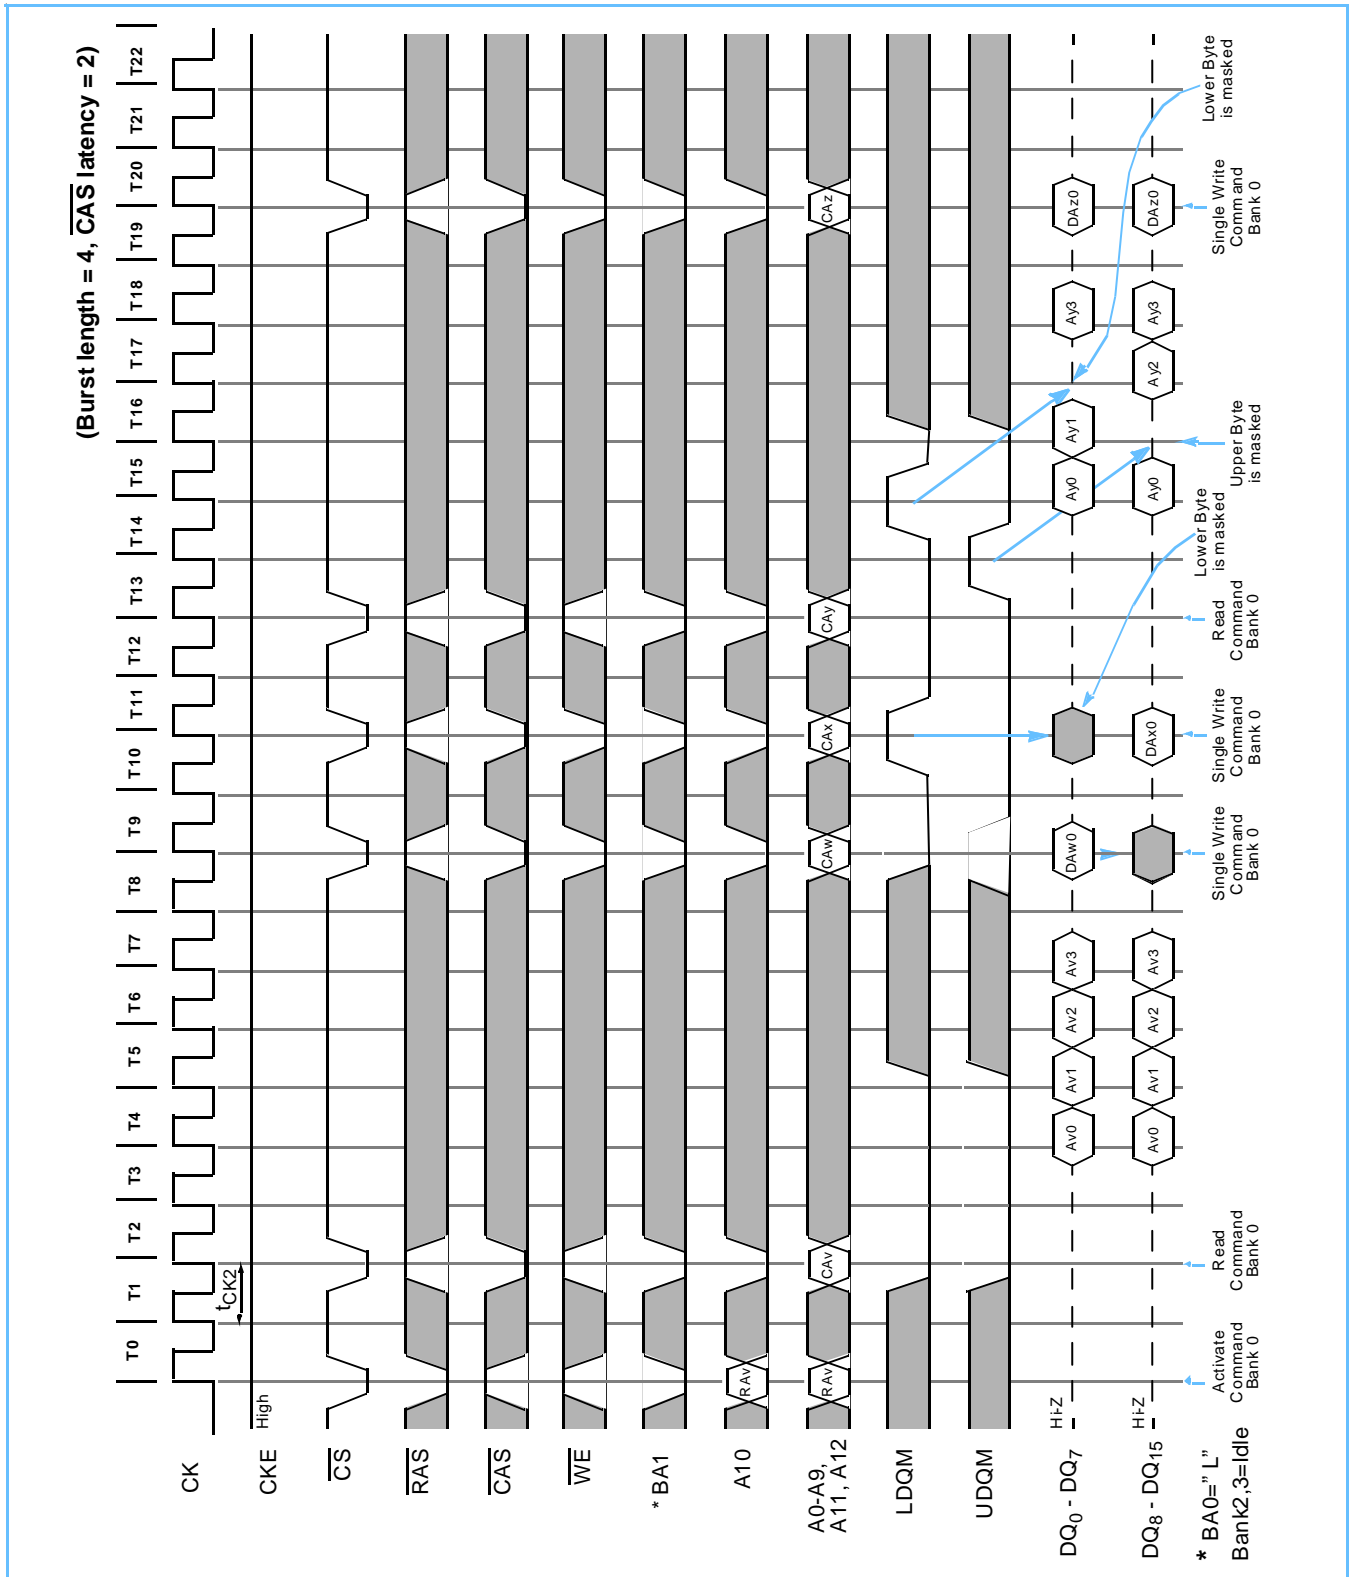 (Burst length = 4, CAS latency = 2)
T0 T1 T2 T3 T4 T5 T6 T7 T8 T9 T10 T11 T12 T13 T14 T15 T16 T17 T18 T19 T20 T21 T22
CK
tCK2
CKE
High
CS
RAS
CAS
WE
* BA1
A10
RAv
A0-A9,
A11, A12
RAv CAv CAw CAx CAy CAz
LDQM
UDQM
DQ0 - DQ7
Hi-Z
Av0 Av1 Av2 Av3 DAw0 Ay0 Ay1 Ay3 DAz0
DQ8 - DQ15
Hi-Z
Av0 Av1 Av2 Av3 DAx0 Ay0 Ay2 Ay3 DAz0
* BA0=" L"
Bank2,3=Idle
Activate
Command
Bank 0
Read
Command
Bank 0
Single Write
Command
Bank 0
Single Write
Command
Bank 0
Read
Command
Bank 0
Lower Byte
is masked
Upper Byte
is masked
Single Write
Command
Bank 0
Lower Byte
is masked